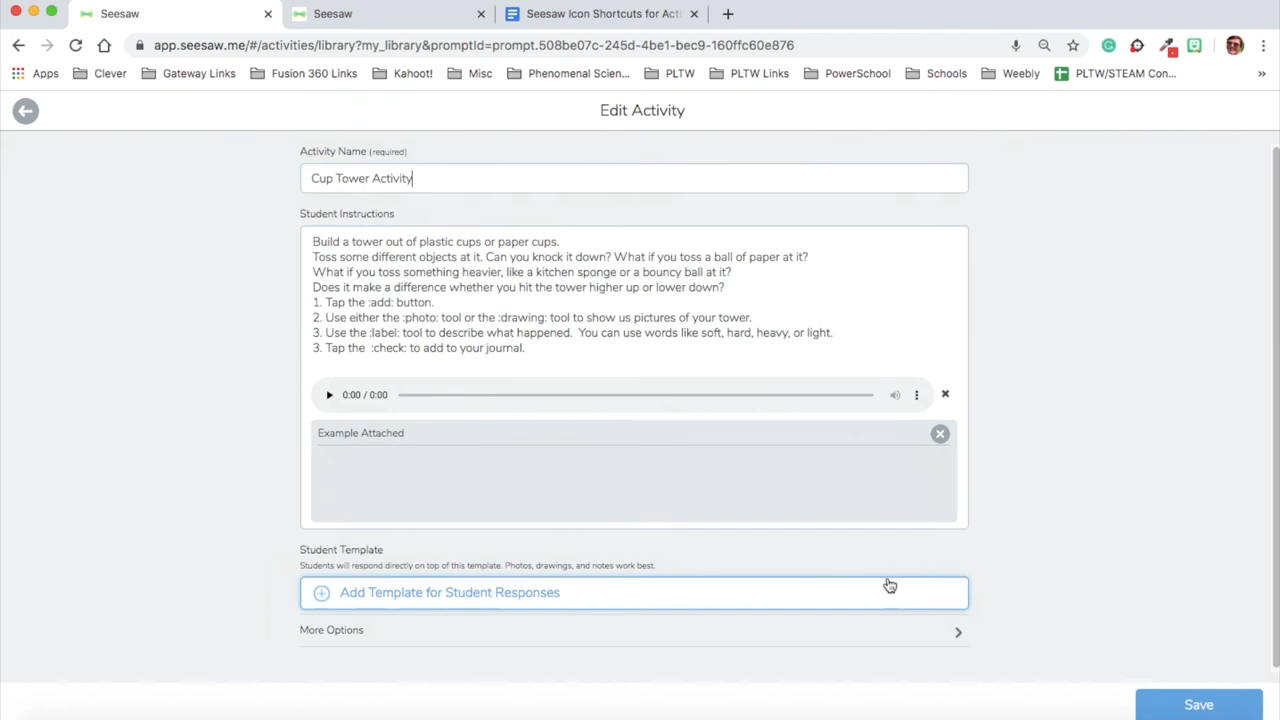 Seesaw
Seesaw
Seesaw Icon Shortcuts for Acti
app.seesaw.me/#/activities/library?my_library&promptId=prompt.508be07c-245d-4be1-bec9-160ffc60e876
Apps Clever Gateway Links Fusion 360 Links Kahoot! Misc Phenomenal Scien... PLTW PLTW Links PowerSchool Schools Weebly PLTW/STEAM Con... »
Edit Activity
Activity Name (required)
Cup Tower Activity
Student Instructions
Build a tower out of plastic cups or paper cups.
Toss some different objects at it. Can you knock it down? What if you toss a ball of paper at it?
What if you toss something heavier, like a kitchen sponge or a bouncy ball at it?
Does it make a difference whether you hit the tower higher up or lower down?
1. Tap the :add: button.
2. Use either the :photo: tool or the :drawing: tool to show us pictures of your tower.
3. Use the :label: tool to describe what happened.  You can use words like soft, hard, heavy, or light.
3. Tap the  :check: to add to your journal.
0:00 / 0:00
Example Attached
Student Template
Students will respond directly on top of this template. Photos, drawings, and notes work best.
Add Template for Student Responses
More Options
Save